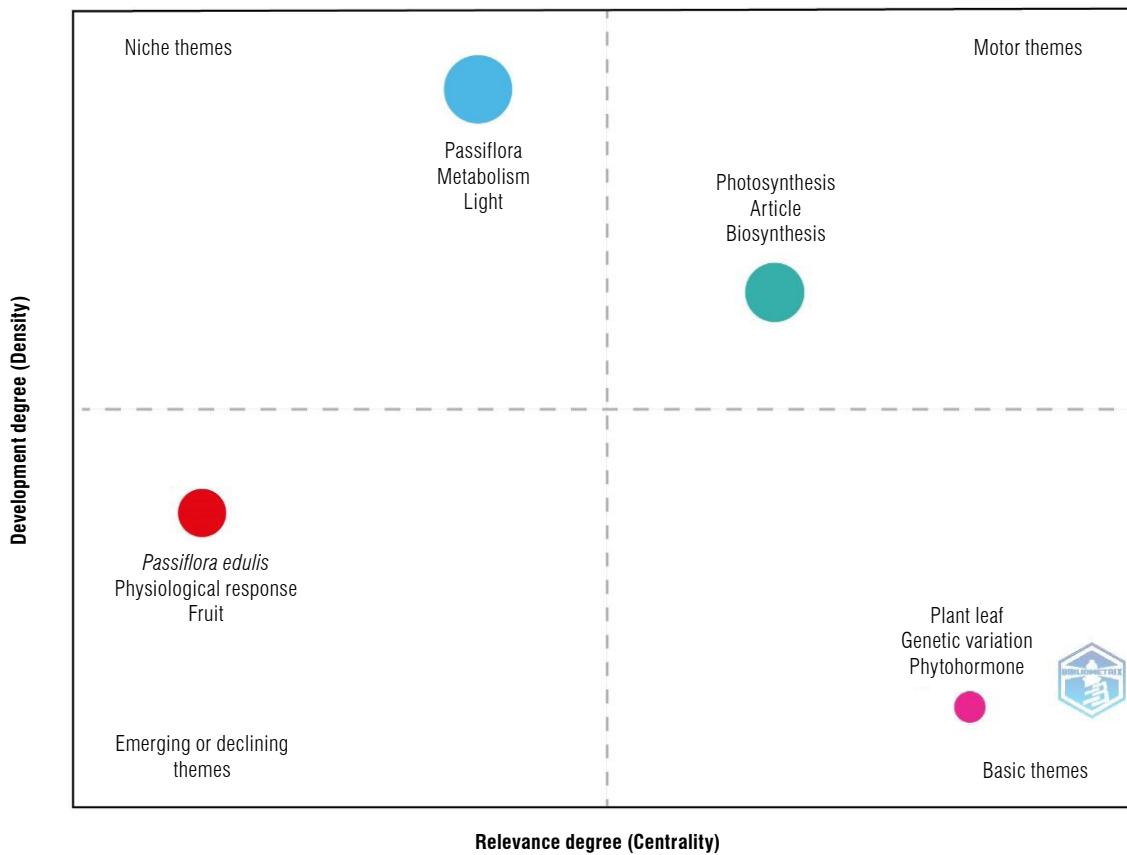 Niche themes
Motor themes
Passiflora
Metabolism
Light
Photosynthesis
Article
Biosynthesis
Development degree (Density)
Passiflora edulis
Physiological response
Fruit
Plant leaf
Genetic variation
Phytohormone
BIBLIOMETRIX
Emerging or declining
themes
Basic themes
Relevance degree (Centrality)